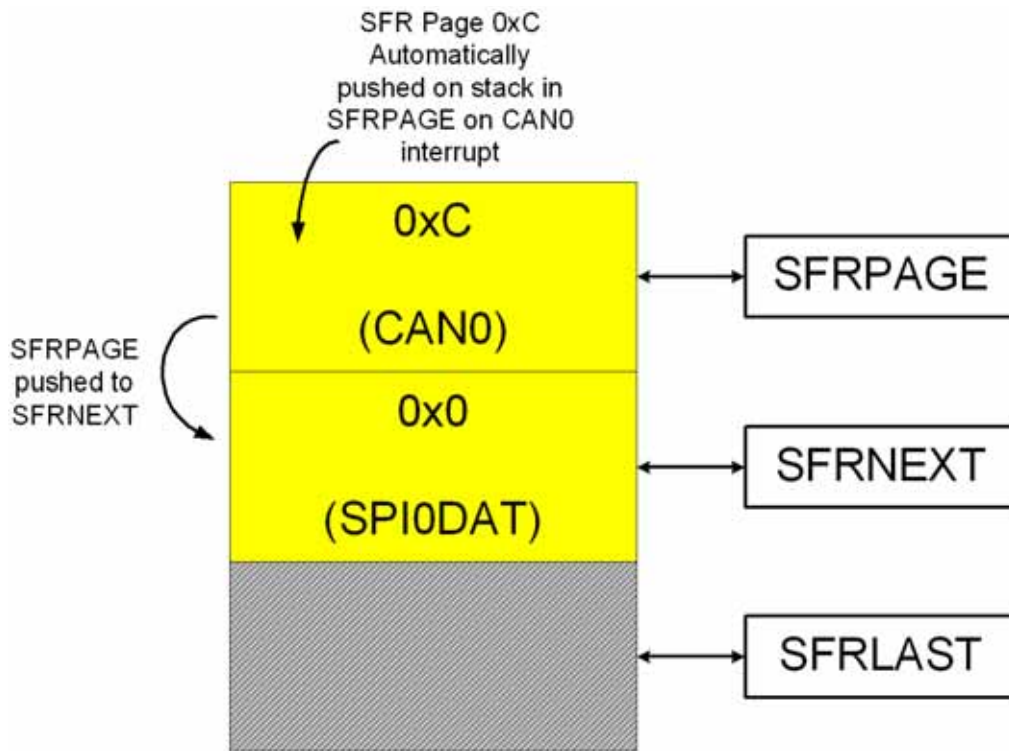 SFR Page 0xC
Automatically
pushed on stack in
SFRPAGE on CAN0
interrupt
0xC
(CAN0)
SFRPAGE
SFRPAGE
pushed to
SFRNEXT
0x0
(SPI0DAT)
SFRNEXT
SFRLAST